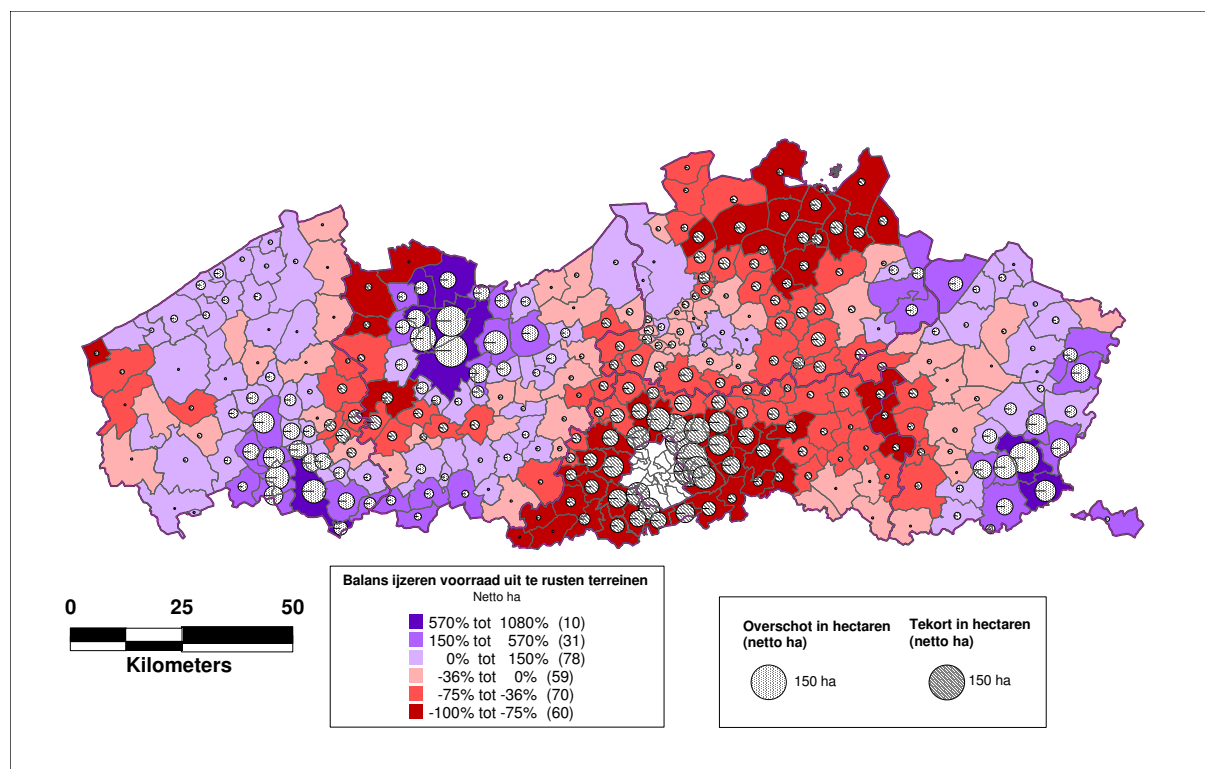 0 25 50
Kilometers
Balans ijzeren voorraad uit te rusten terreinen
Netto ha
570% tot 1080% (10)
150% tot 570% (31)
0% tot 150% (78)
-36% tot 0% (59)
-75% tot -36% (70)
-100% tot -75% (60)
Overschot in hectaren
(netto ha)
150 ha
Tekort in hectaren
(netto ha)
150 ha